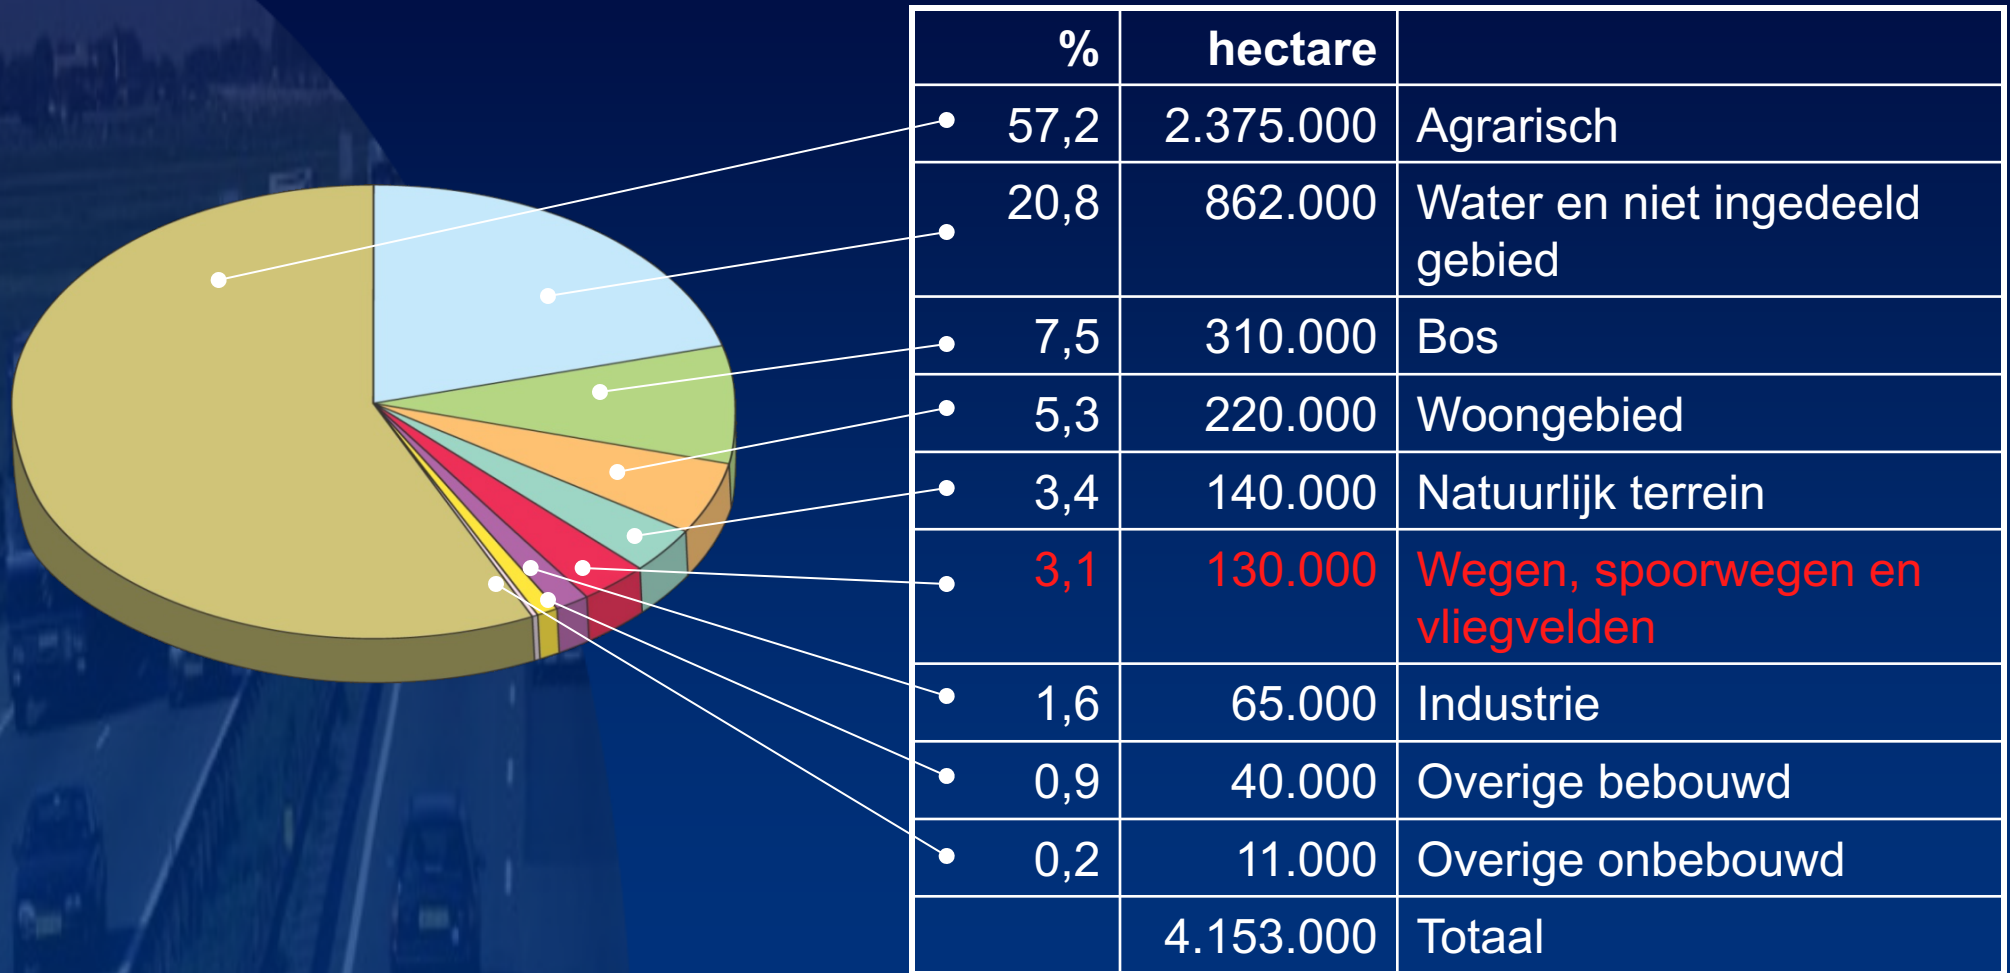 % hectare
57,2 2.375.000 Agrarisch
20,8 862.000 Water en niet ingedeeld
gebied
7,5 310.000 Bos
5,3 220.000 Woongebied
3,4 140.000 Natuurlijk terrein
3,1 130.000 Wegen, spoorwegen en
vliegvelden
1,6 65.000 Industrie
0,9 40.000 Overige bebouwd
0,2 11.000 Overige onbebouwd
4.153.000 Totaal